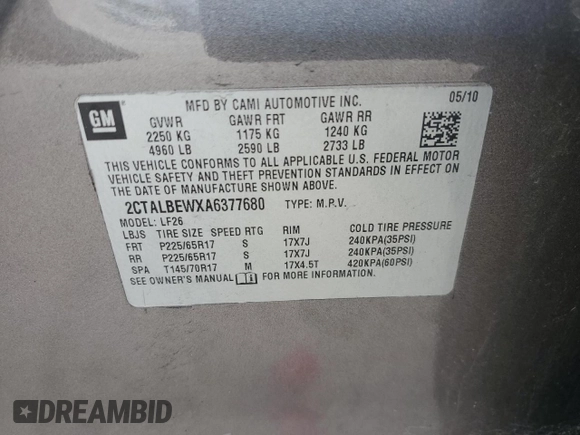 MFD BY CAMI AUTOMOTIVE INC. 05/10
GM
GVWR GAWR FRT GAWR RR
2250 KG 1175 KG 1240 KG
4960 LB 2590 LB 2733 LB
THIS VEHICLE CONFORMS TO ALL APPLICABLE U.S. FEDERAL MOTOR
VEHICLE SAFETY AND THEFT PREVENTION STANDARDS IN EFFECT ON
THE DATE OF MANUFACTURE SHOWN ABOVE.
2CTALBEWXA6377680 TYPE: M.P.V.
MODEL: LF26
LBJS TIRE SIZE SPEED RTG RIM COLD TIRE PRESSURE
FRT P225/65R17 S 17X7J 240KPA(35PSI)
RR P225/65R17 S 17X7J 240KPA(35PSI)
SPA T145/70R17 M 17X4.5T 420KPA(60PSI)
SEE OWNER'S MANUAL FOR MORE INFORMATION.
DREAMBID